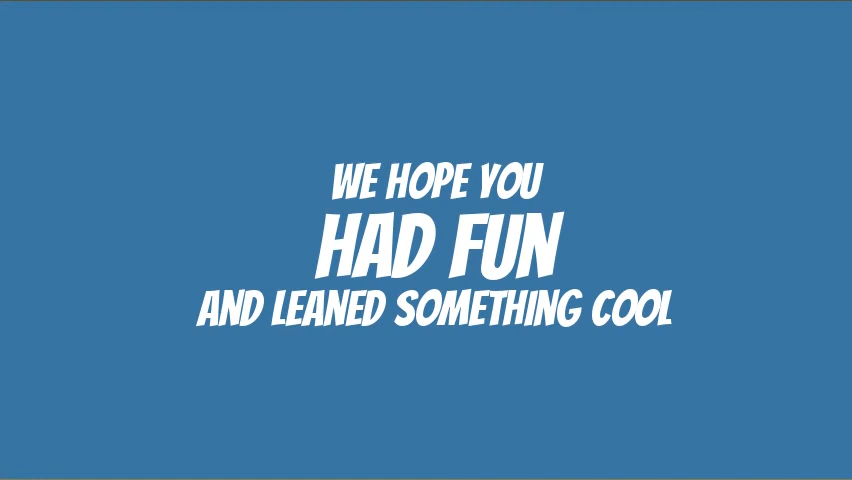 WE HOPE YOU
HAD FUN
AND LEANED SOMETHING COOL